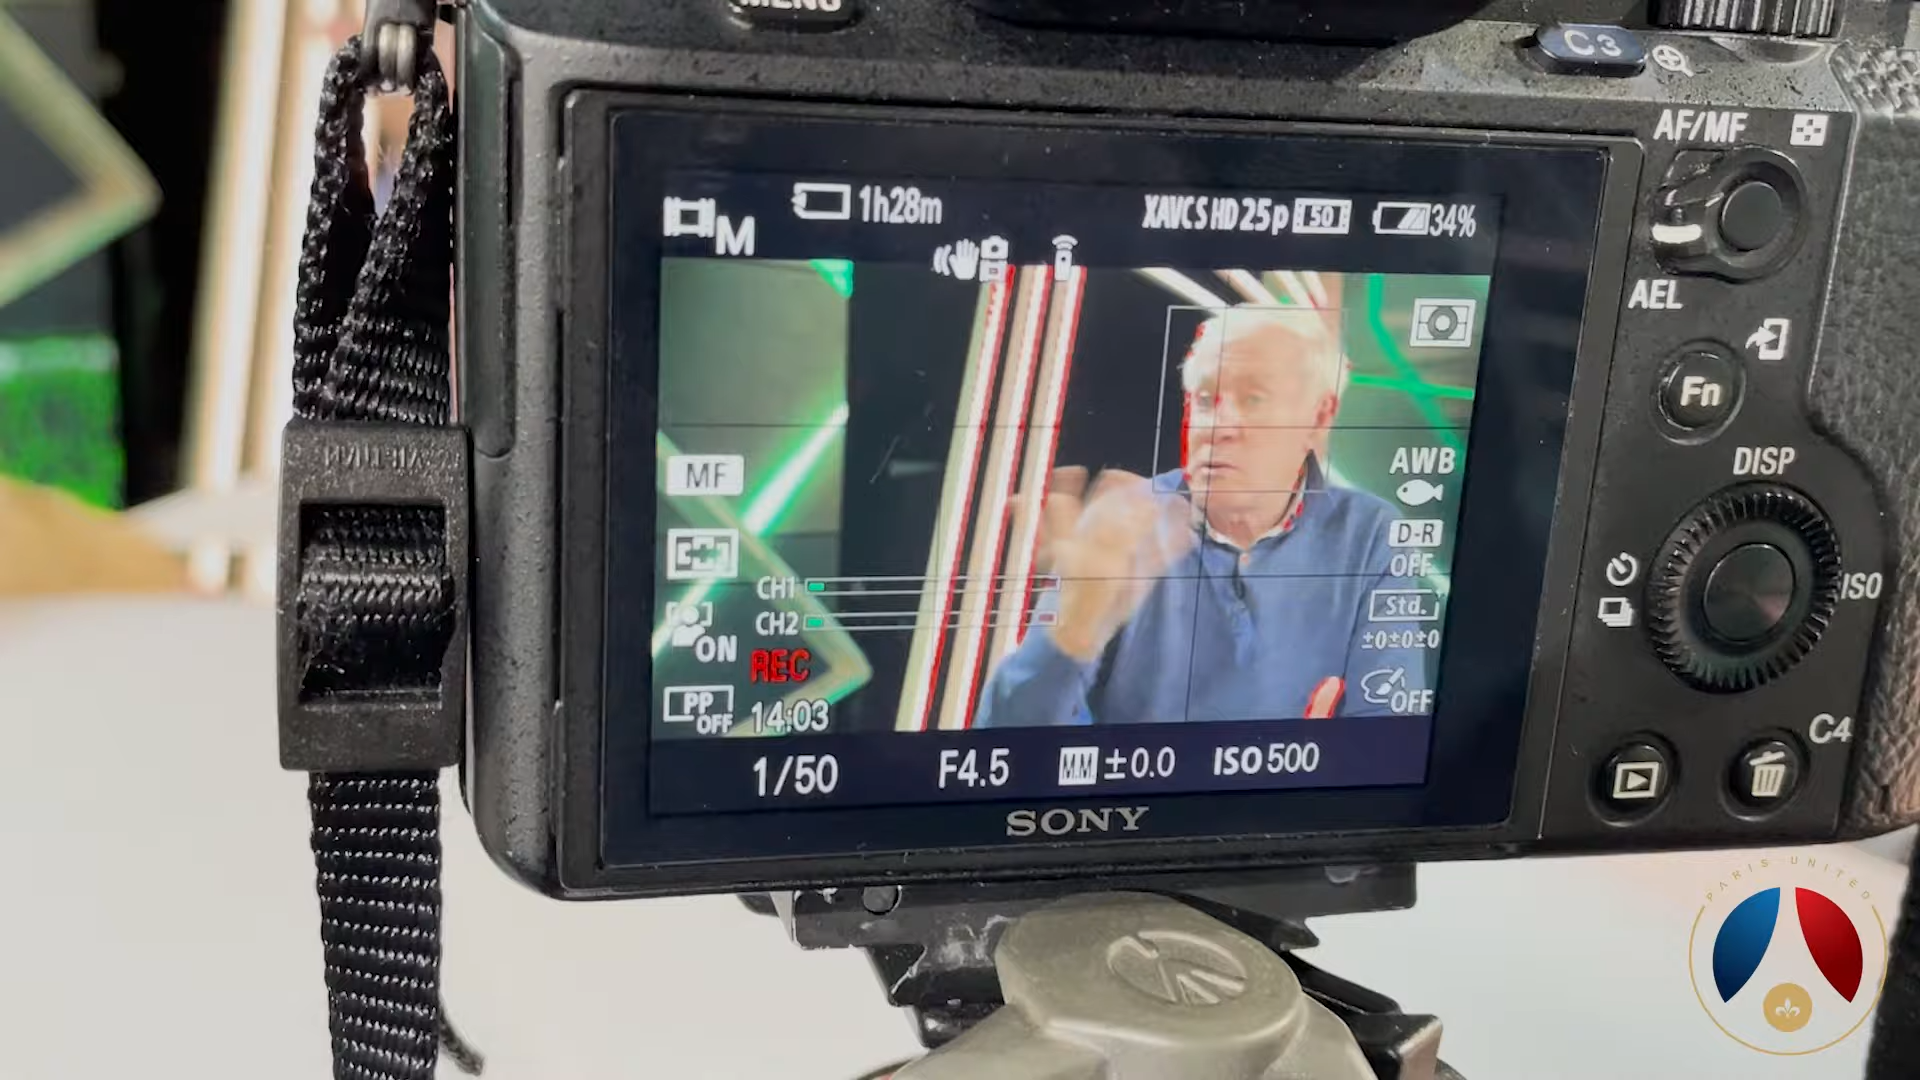 MENU
C3
AF/MF
1h28m
XAVC S HD 25p 50 34%
M
AEL
Fn
MF
AWB
DISP
D-R
OFF
CH1
CH2
ISO
Std.
±0±0±0
ON
REC
PP
OFF
14:03
OFF
C4
1/50 F4.5 MM ±0.0 ISO 500
SONY
PARIS UNITED